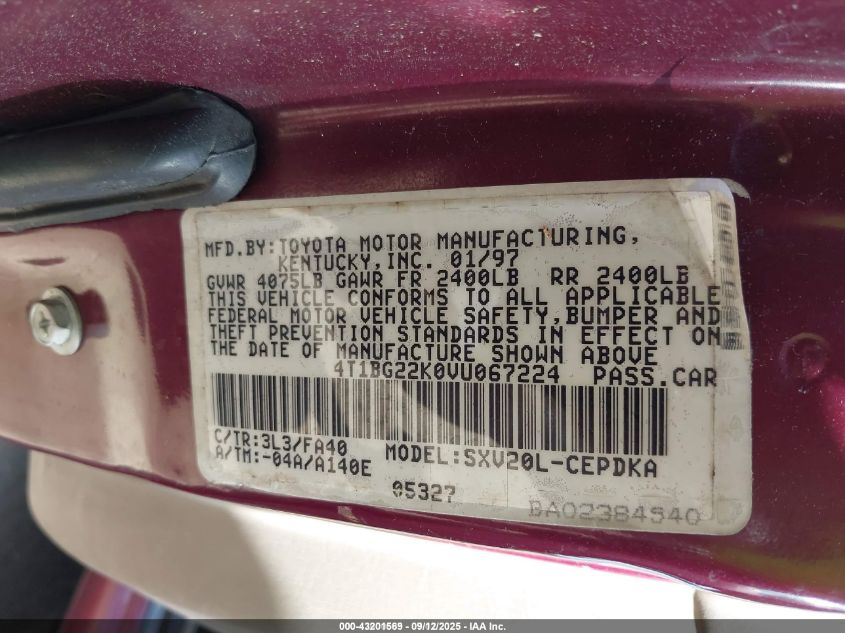 MFD.BY:TOYOTA MOTOR MANUFACTURING,
KENTUCKY,INC. 01/97
GVWR 4075LB GAWR FR 2400LB RR 2400LB
THIS VEHICLE CONFORMS TO ALL APPLICABLE
FEDERAL MOTOR VEHICLE SAFETY,BUMPER AND
THEFT PREVENTION STANDARDS IN EFFECT ON
THE DATE OF MANUFACTURE SHOWN ABOVE
4T1BG22K0VU067224 PASS.CAR
C/TR:3L3/FA40
A/TM:-04A/A140E
MODEL:SXV20L-CEPDKA
05327
BA02384540
000-43201569 - 09/12/2025 - IAA Inc.